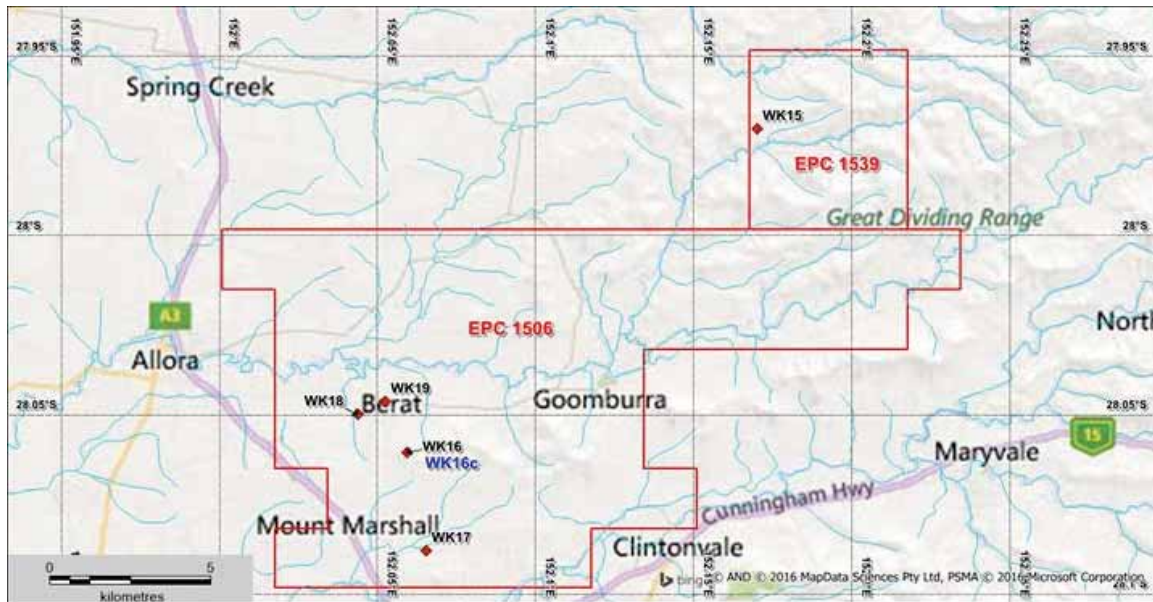 151.95°E
152°E
152.05°E
152.1°E
152.15°E
152.2°E
152.25°E
27.95°S
27.95°S
Spring Creek
WK15
EPC 1539
Great Dividing Range
28°S
28°S
A3
EPC 1506
North
Allora
WK19
WK18
Berat
Goomburra
28.05°S
28.05°S
15
WK16
WK16c
Maryvale
Cunningham Hwy
Mount Marshall
WK17
Clintonvale
152.05°E
152.1°E
152.15°E
0 5
kilometres
bing © AND © 2016 MapData Sciences Pty Ltd, PSMA © 2016 Microsoft Corporation